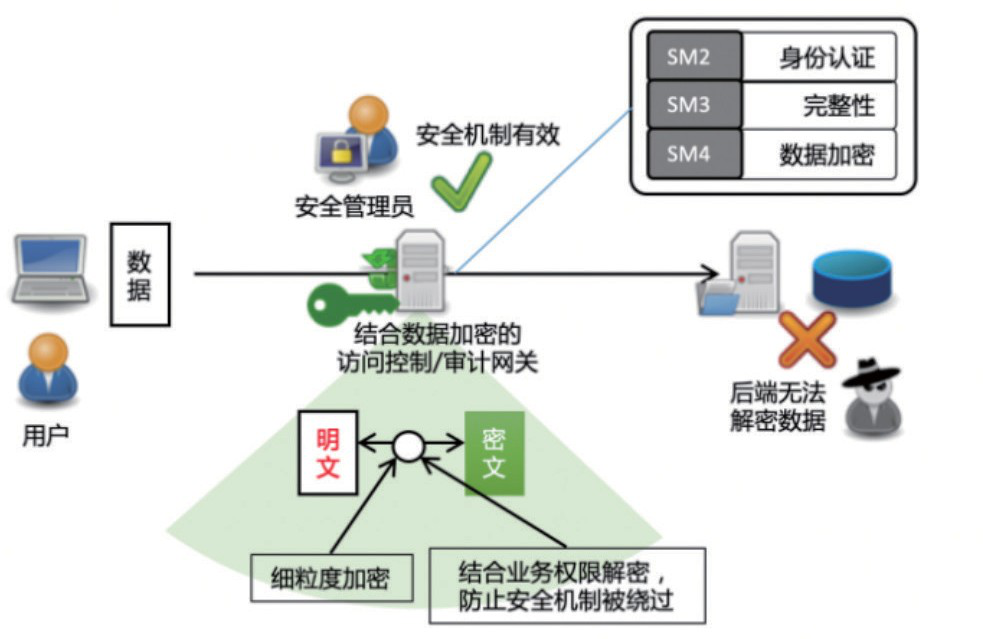 SM2 身份认证
SM3 完整性
SM4 数据加密
安全机制有效
安全管理员
数
据
结合数据加密的
访问控制/审计网关
用户
后端无法
解密数据
明
文
密
文
细粒度加密
结合业务权限解密，
防止安全机制被绕过